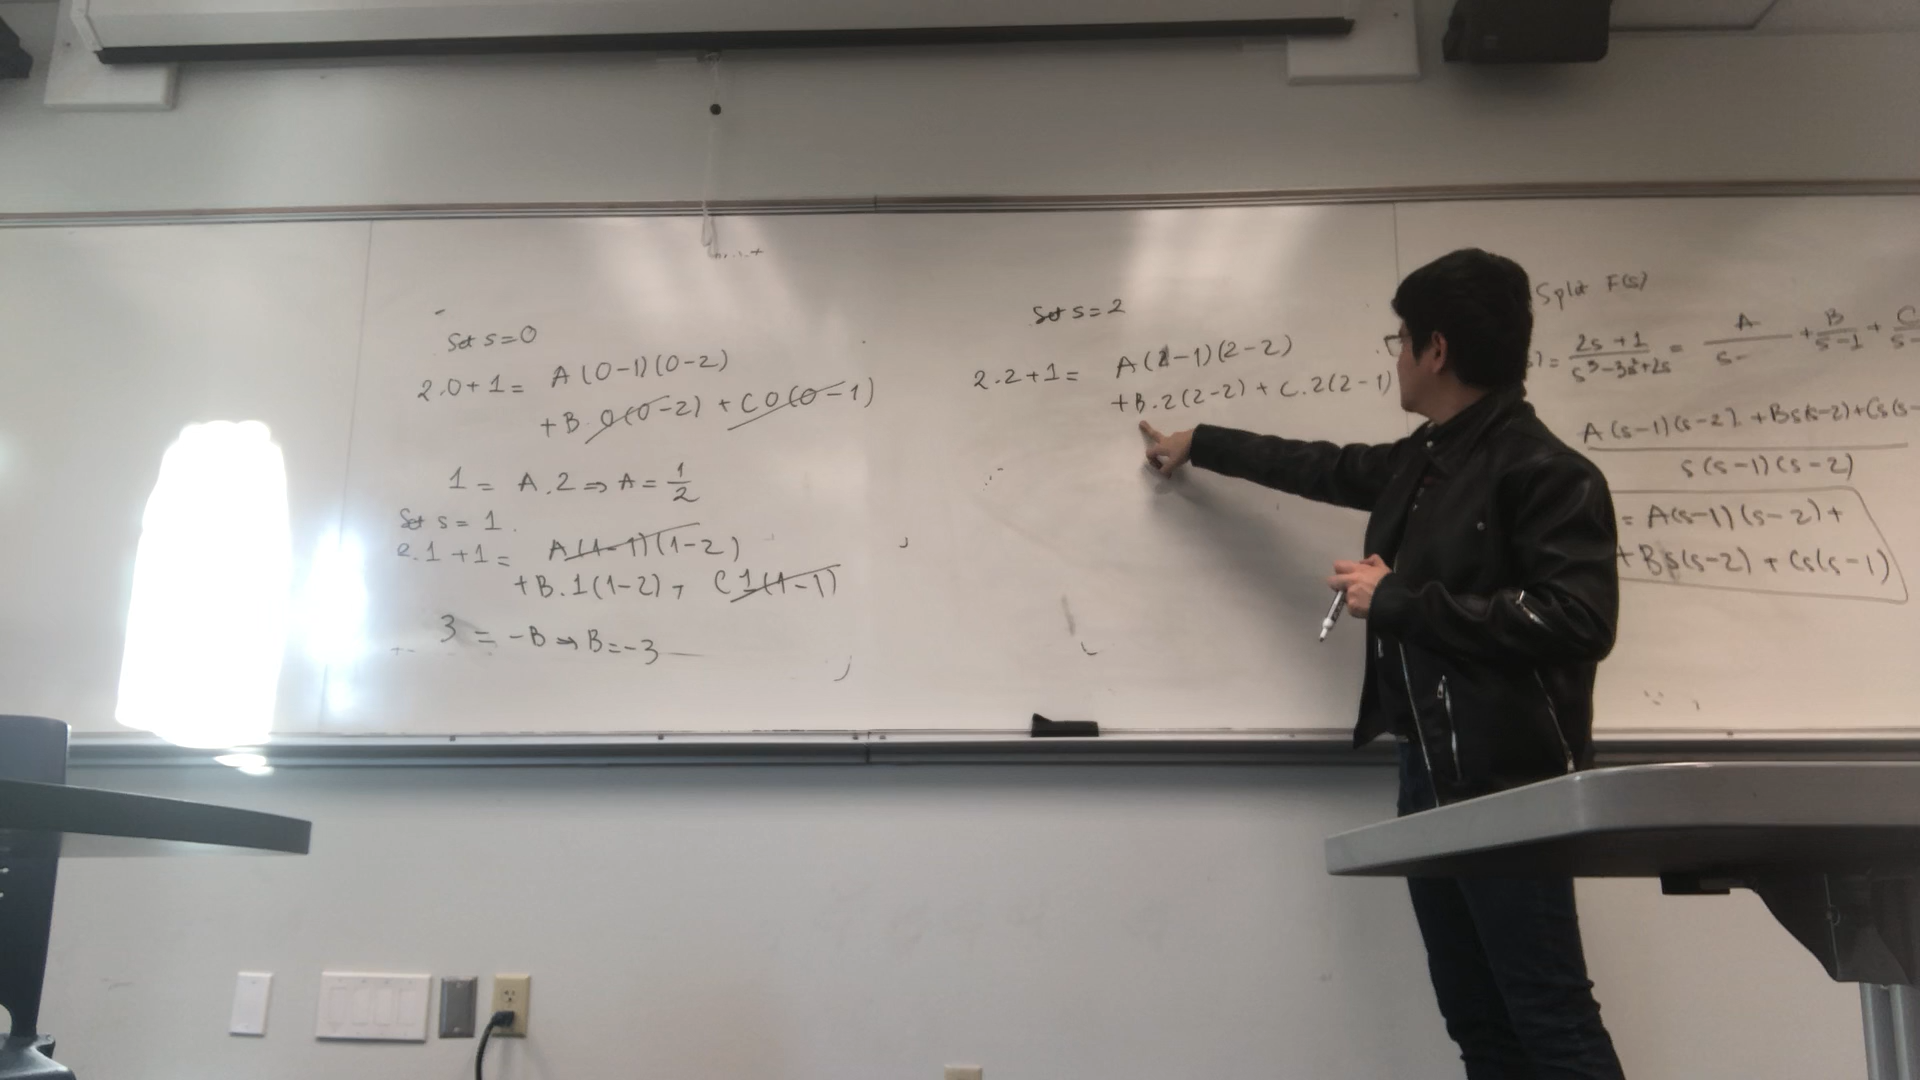 Set s=0
2.0+1= A(0-1)(0-2)
+B.0(0-2)+C0(0-1)
1 = A.2 ⇒ A = 1/2
Set s = 1.
2.1+1= A(1-1)(1-2)
+B.1(1-2)+ C1(1-1)
3 = -B ⇒ B=-3
Set s=2
2.2+1= A(2-1)(2-2)
+B.2(2-2)+C.2(2-1)
Split F(s)
)= 2s+1/s³-3s²+2s = A/s- + B/s-1 + C/s-
A(s-1)(s-2)+Bs(s-2)+Cs(s-
s(s-1)(s-2)
= A(s-1)(s-2)+
+Bs(s-2)+Cs(s-1)